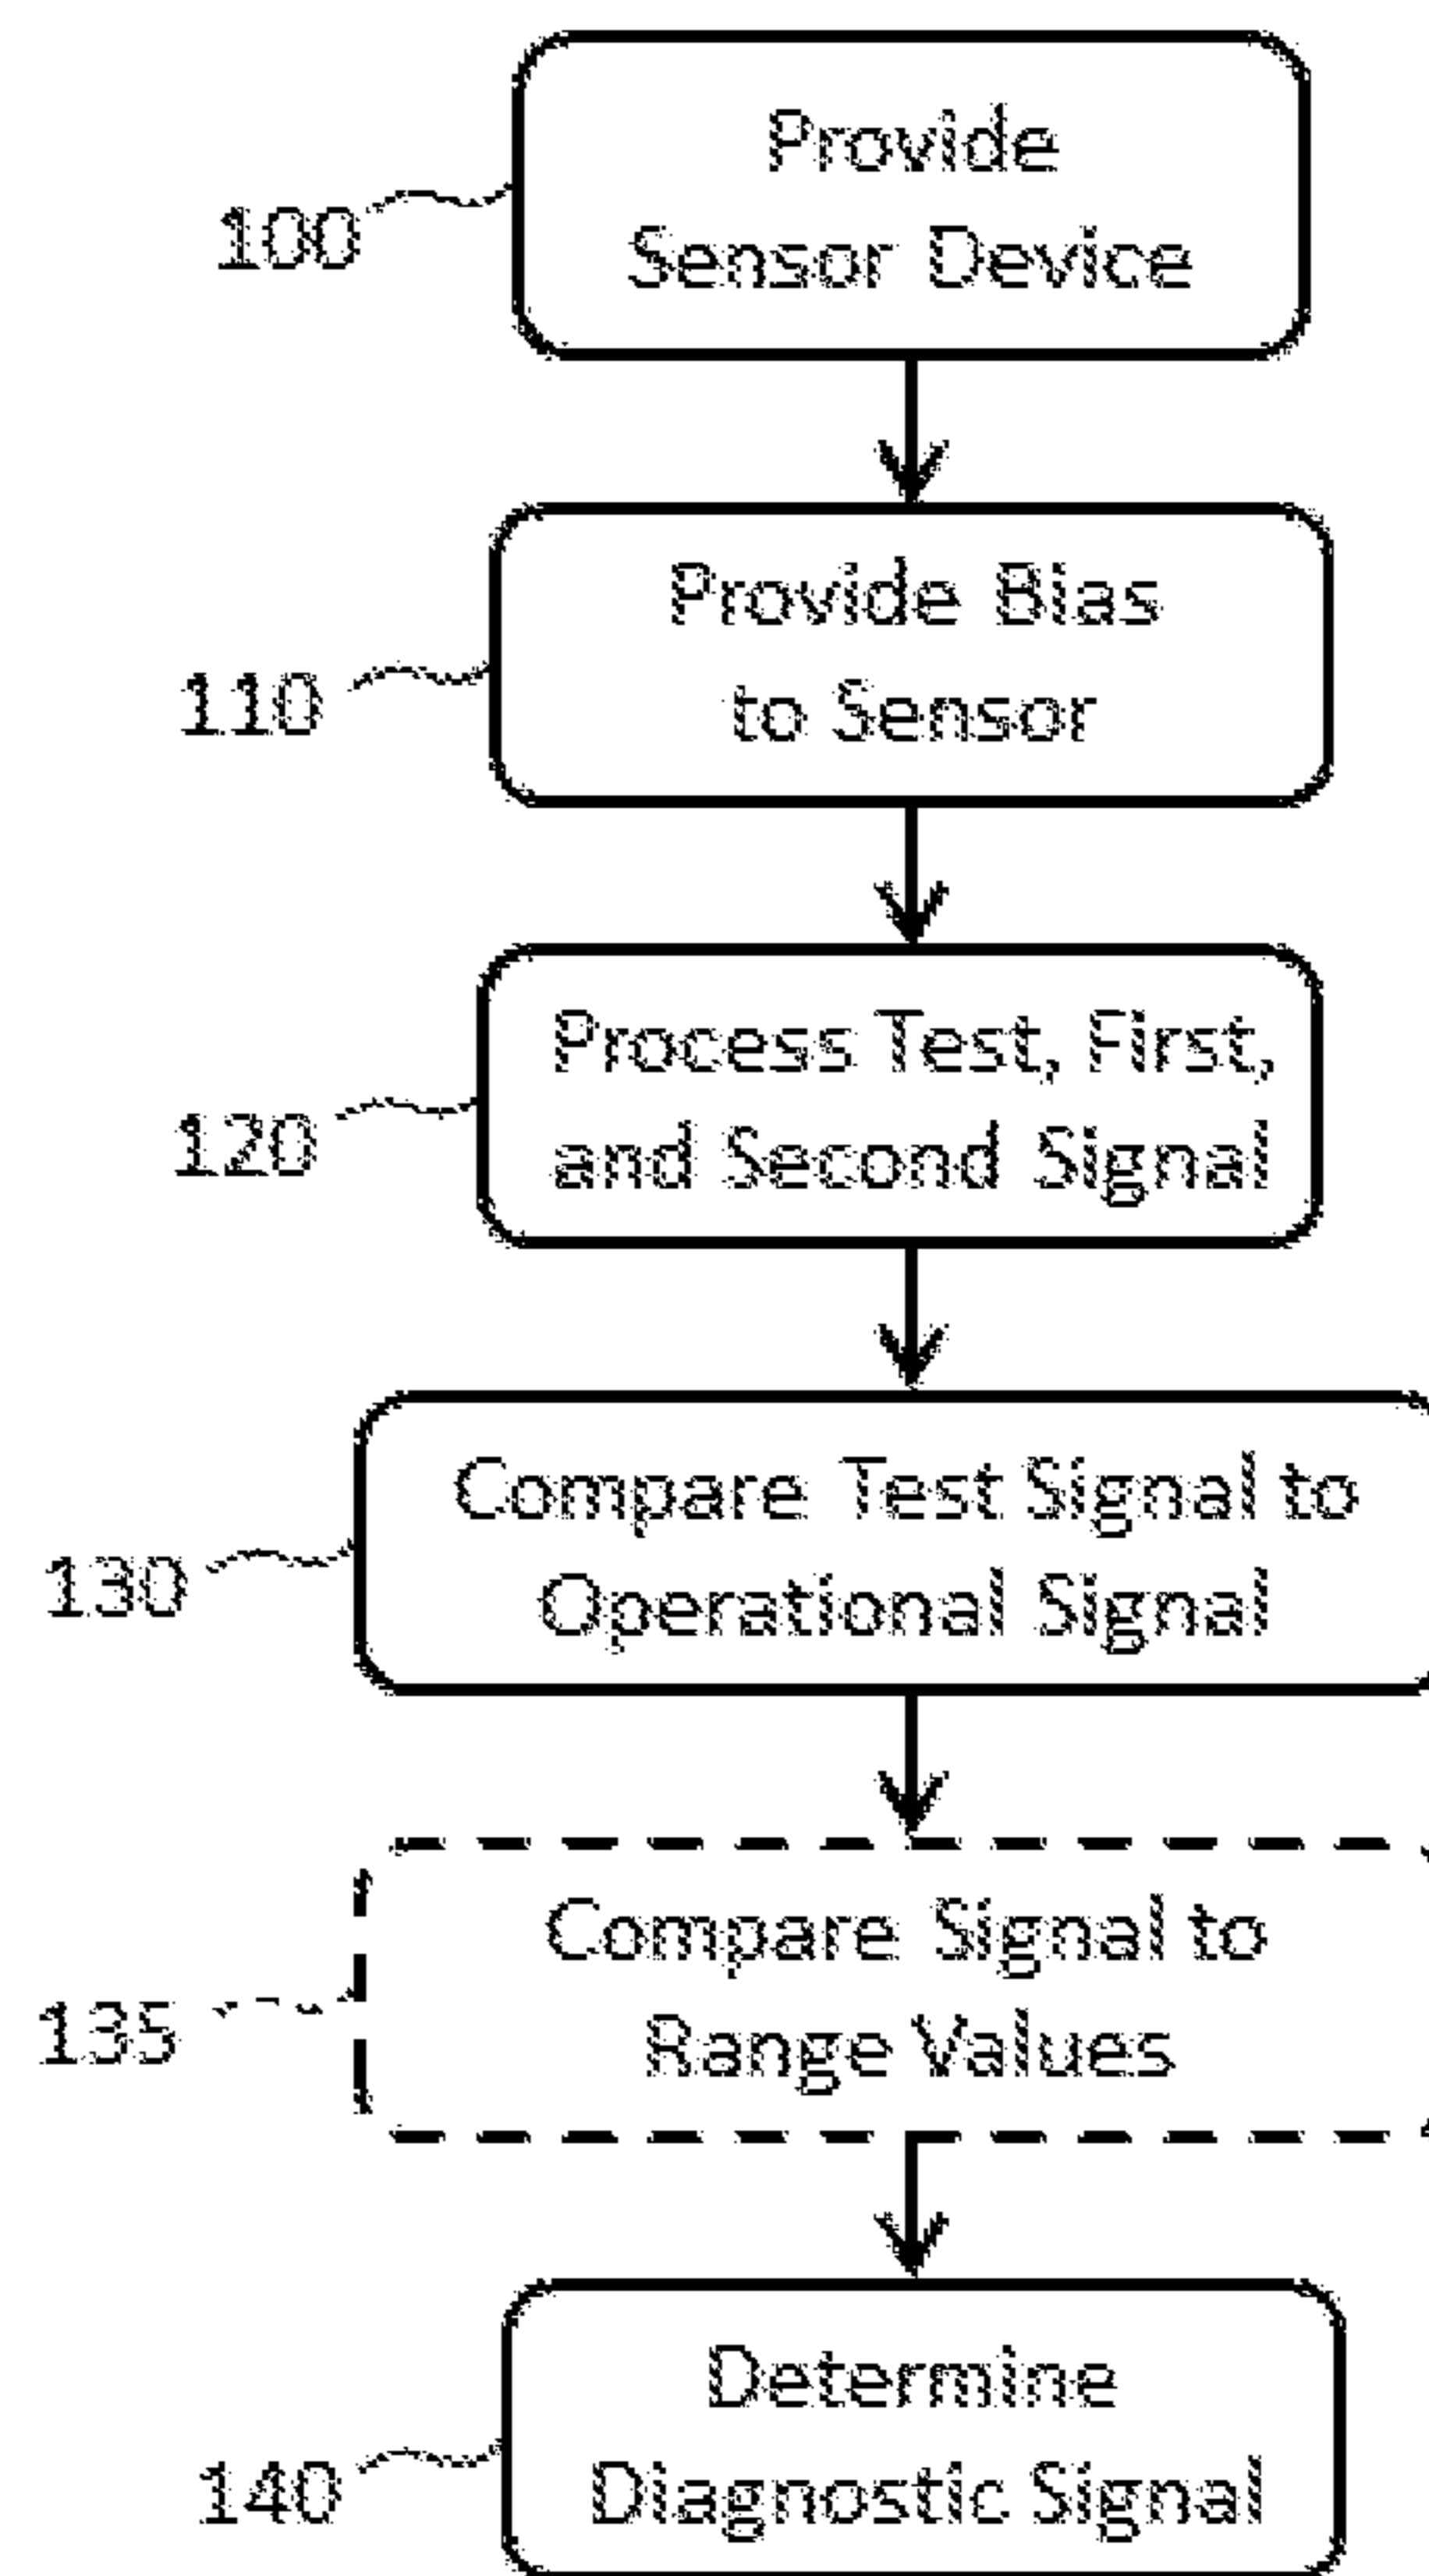 Provide
Sensor Device
100
Provide Bias
to Sensor
110
Process Test, First,
and Second Signal
120
Compare Test Signal to
Operational Signal
130
Compare Signal to
Range Values
135
Determine
Diagnostic Signal
140